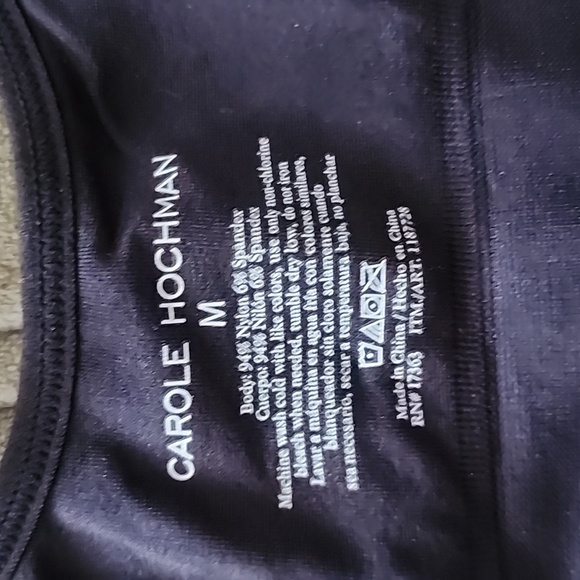 CAROLE HOCHMAN
M
Body: 94% Nylon 6% Spandex
Cuerpo: 94% Nilón 6% Spandex
Machine wash cold with like colors, use only non-chlorine
bleach when needed, tumble dry low, do not iron
Lavar a máquina en agua fría con colores similares,
blanqueador sin cloro solamente cuando
sea necesario, secar a temperatura baja, no planchar
Made in China / Hecho en China
RN# 17363 ITM/ART. 1107728